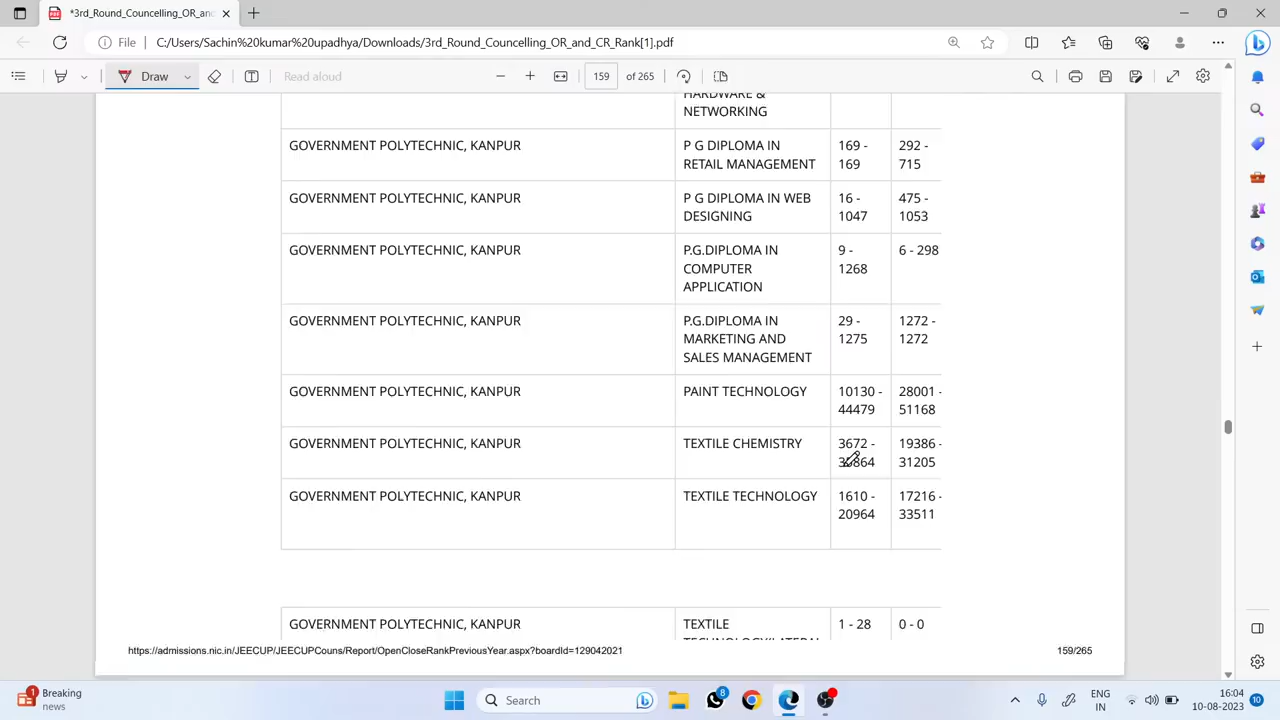 *3rd_Round_Councelling_OR_and
File
C:/Users/Sachin%20kumar%20upadhya/Downloads/3rd_Round_Councelling_OR_and_CR_Rank[1].pdf
Draw
Read aloud
159 of 265
HARDWARE &
NETWORKING
GOVERNMENT POLYTECHNIC, KANPUR P G DIPLOMA IN 169 - 292 -
RETAIL MANAGEMENT 169 715
GOVERNMENT POLYTECHNIC, KANPUR P G DIPLOMA IN WEB 16 - 475 -
DESIGNING 1047 1053
GOVERNMENT POLYTECHNIC, KANPUR P.G.DIPLOMA IN 9 - 6 - 298
COMPUTER 1268
APPLICATION
GOVERNMENT POLYTECHNIC, KANPUR P.G.DIPLOMA IN 29 - 1272 -
MARKETING AND 1275 1272
SALES MANAGEMENT
GOVERNMENT POLYTECHNIC, KANPUR PAINT TECHNOLOGY 10130 - 28001 -
44479 51168
GOVERNMENT POLYTECHNIC, KANPUR TEXTILE CHEMISTRY 3672 - 19386 -
31205
GOVERNMENT POLYTECHNIC, KANPUR TEXTILE TECHNOLOGY 1610 - 17216 -
20964 33511
GOVERNMENT POLYTECHNIC, KANPUR TEXTILE 1 - 28 0 - 0
https://admissions.nic.in/JEECUP/JEECUPCouns/Report/OpenCloseRankPreviousYear.aspx?boardId=129042021 159/265
1 Breaking
news
Search
8
ENG
IN
16:04
10-08-2023
10